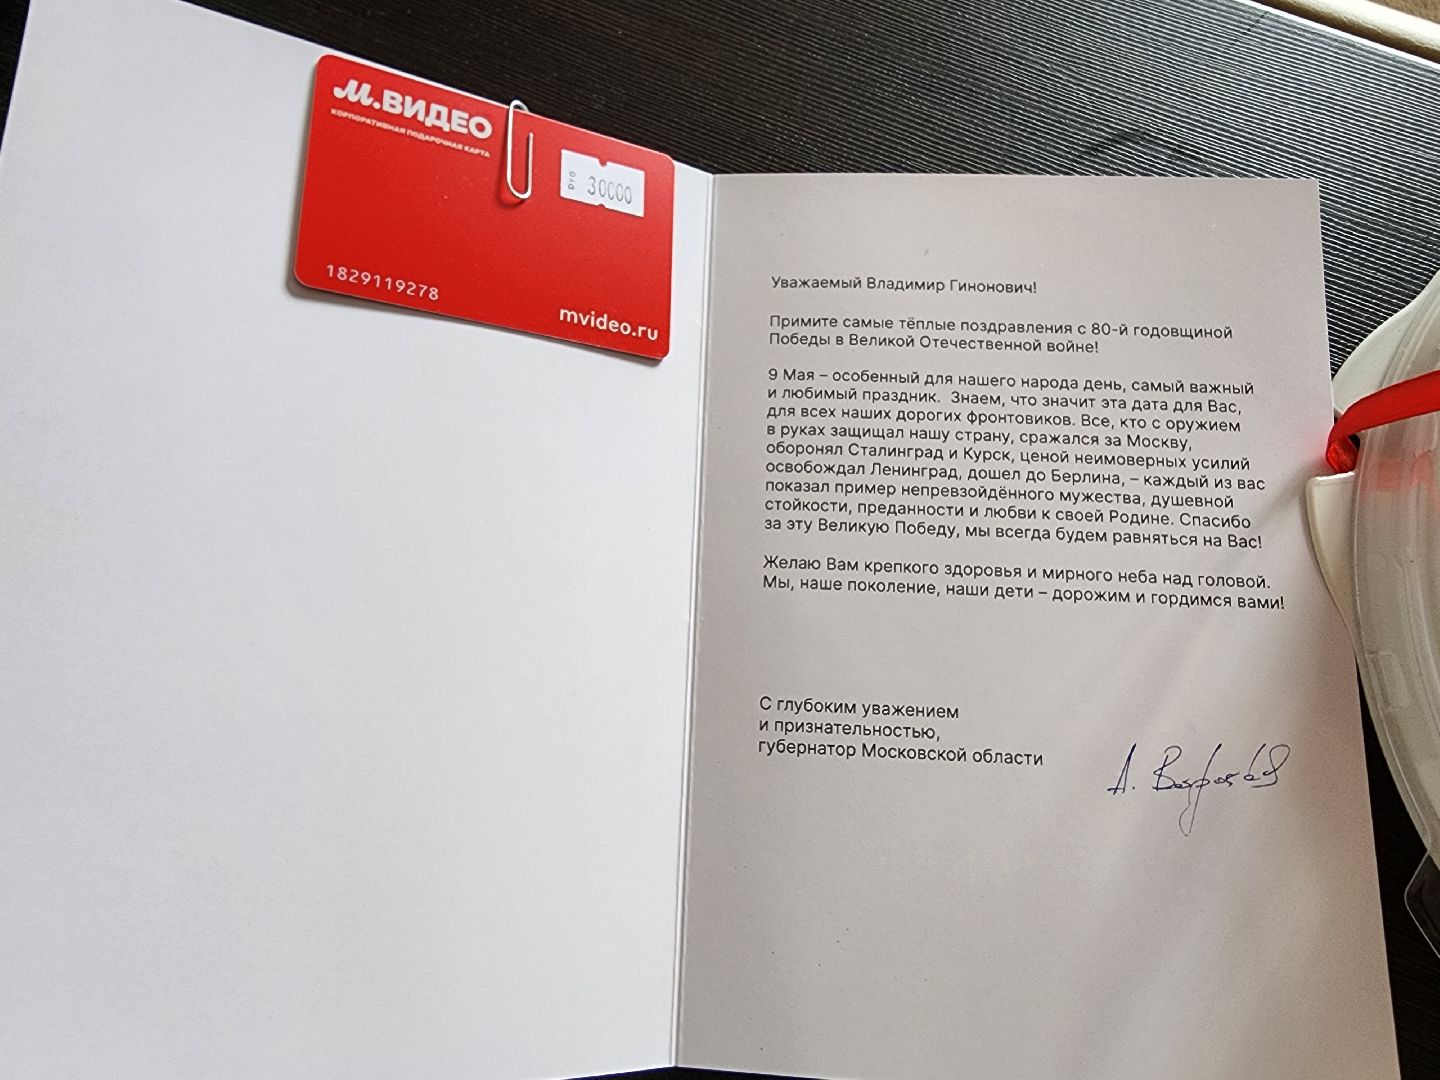 М.ВИДЕО
КОРПОРАТИВНАЯ ПОДАРОЧНАЯ КАРТА
pro
30000
1829119278
mvideo.ru
Уважаемый Владимир Гинонович!
Примите самые тёплые поздравления с 80-й годовщиной
Победы в Великой Отечественной войне!
9 Мая – особенный для нашего народа день, самый важный
и любимый праздник. Знаем, что значит эта дата для Вас,
для всех наших дорогих фронтовиков. Все, кто с оружием
в руках защищал нашу страну, сражался за Москву,
оборонял Сталинград и Курск, ценой неимоверных усилий
освобождал Ленинград, дошел до Берлина, – каждый из вас
показал пример непревзойдённого мужества, душевной
стойкости, преданности и любви к своей Родине. Спасибо
за эту Великую Победу, мы всегда будем равняться на Вас!
Желаю Вам крепкого здоровья и мирного неба над головой.
Мы, наше поколение, наши дети – дорожим и гордимся вами!
С глубоким уважением
и признательностью,
губернатор Московской области
А.